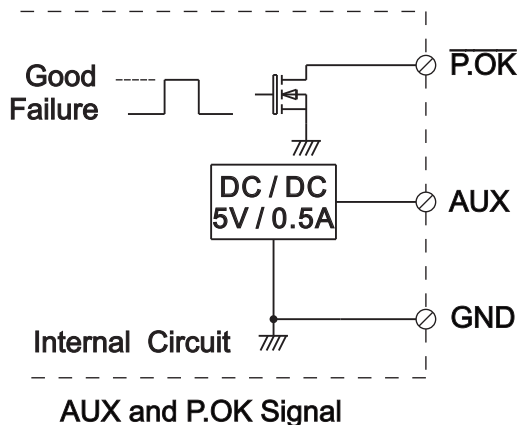 Good
Failure
P.OK
DC / DC
5V / 0.5A
AUX
GND
Internal Circuit
AUX and P.OK Signal